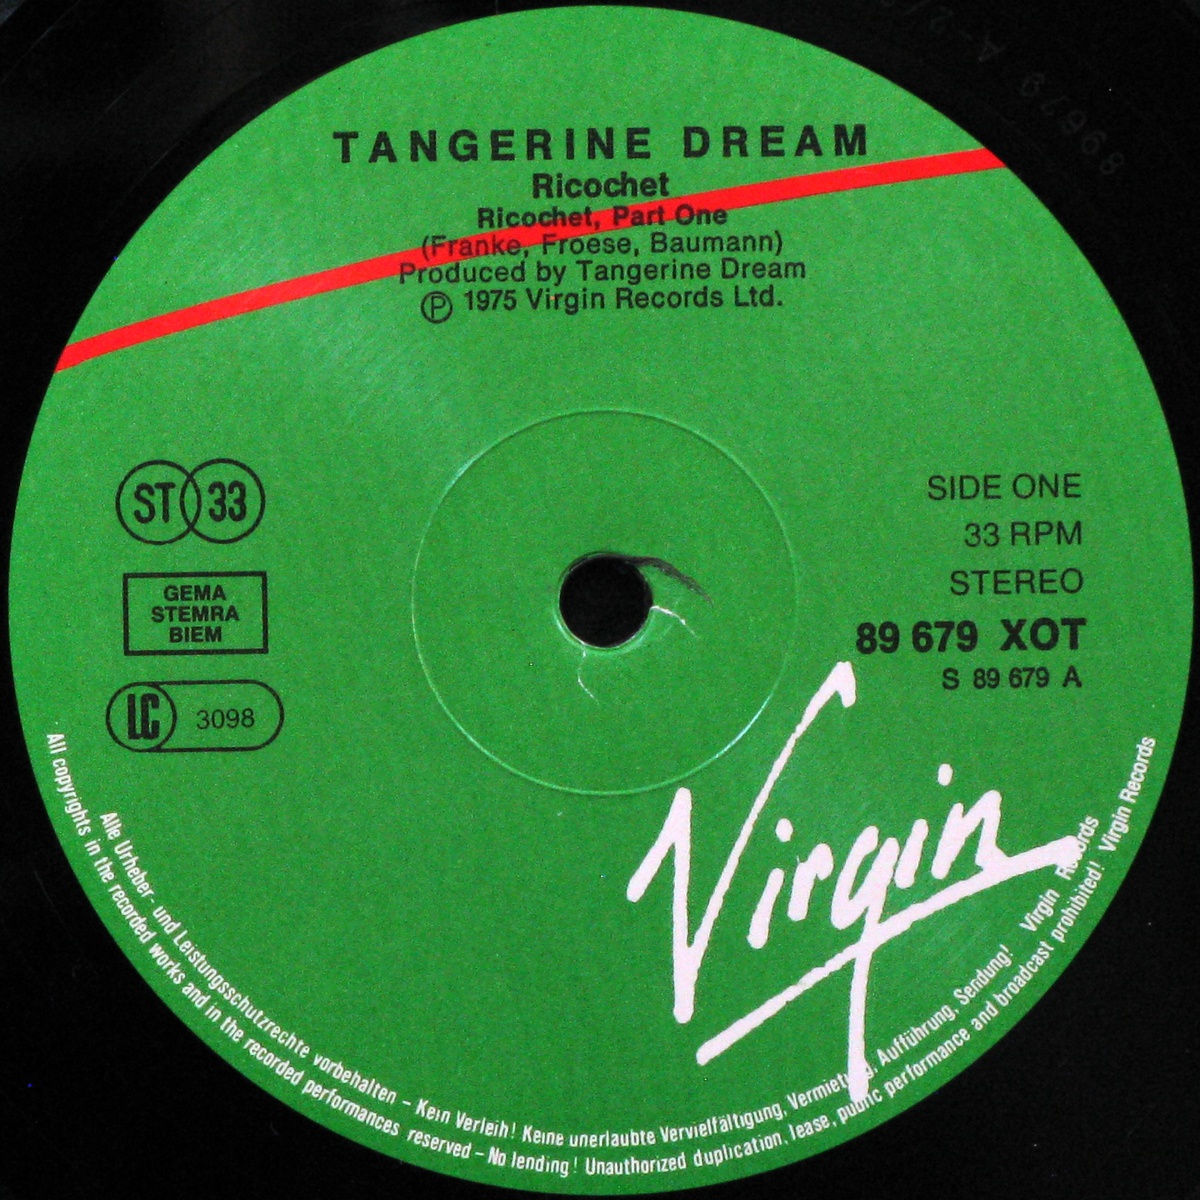 TANGERINE DREAM
Ricochet
Ricochet, Part One
(Franke, Froese, Baumann)
Produced by Tangerine Dream
Ⓟ 1975 Virgin Records Ltd.
ST 33
GEMA
STEMRA
BIEM
LC 3098
SIDE ONE
33 RPM
STEREO
89 679 XOT
S 89 679 A
Virgin
Alle Urheber- und Leistungsschutzrechte vorbehalten – Kein Verleih! Keine unerlaubte Vervielfältigung, Vermietung, Aufführung, Sendung! Virgin Records
All copyrights in the recorded works and in the recorded performances reserved – No lending! Unauthorized duplication, lease, public performance and broadcast prohibited! Virgin Records